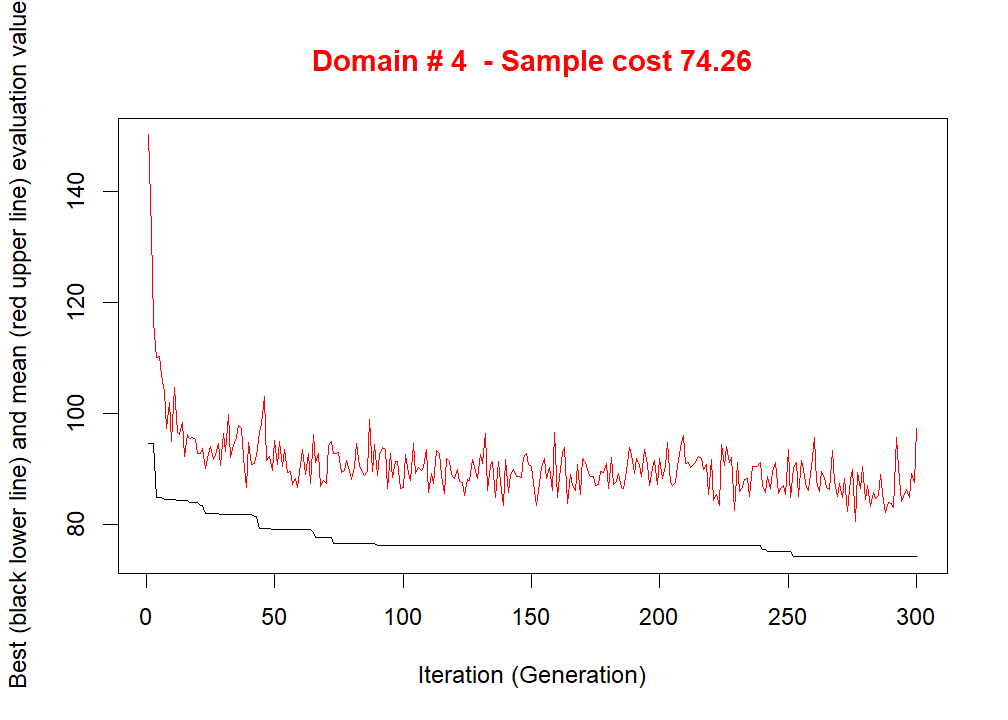 Domain # 4  - Sample cost 74.26
Best (black lower line) and mean (red upper line) evaluation value
140
120
100
80
0 50 100 150 200 250 300
Iteration (Generation)